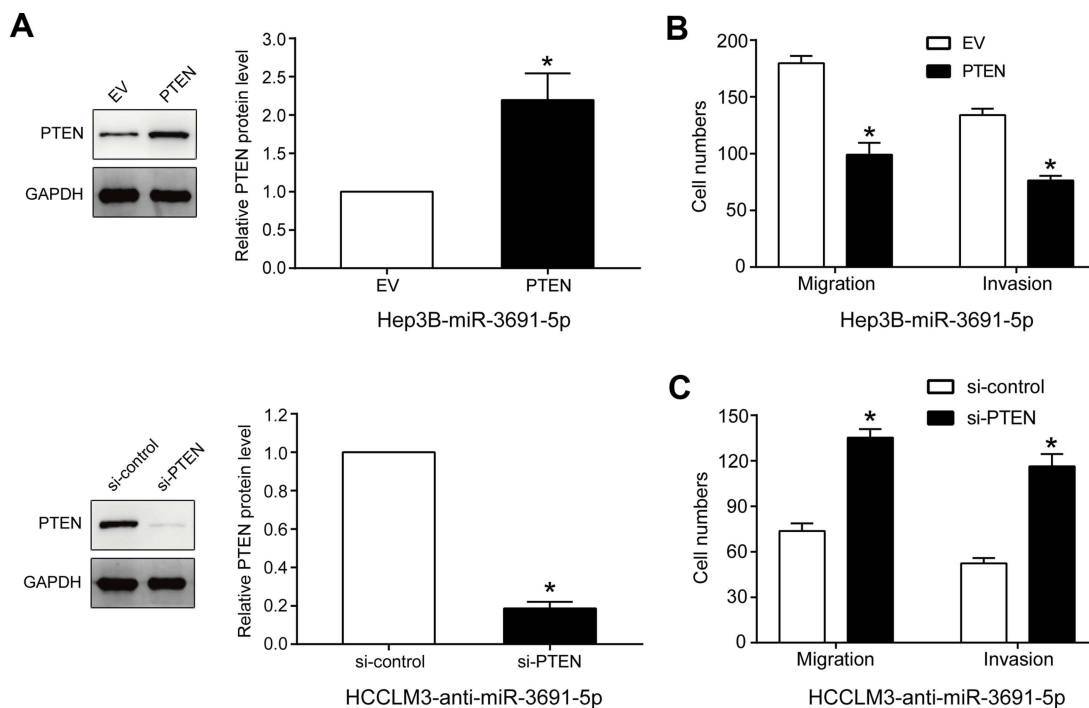 A
EV
PTEN
PTEN
GAPDH
Relative PTEN protein level
3.0
2.5
2.0
1.5
1.0
0.5
0.0
*
EV
PTEN
Hep3B-miR-3691-5p
B
EV
PTEN
Cell numbers
200
150
100
50
0
*
*
Migration
Invasion
Hep3B-miR-3691-5p
si-control
si-PTEN
PTEN
GAPDH
Relative PTEN protein level
1.2
1.0
0.8
0.6
0.4
0.2
0.0
*
si-control
si-PTEN
HCCLM3-anti-miR-3691-5p
C
si-control
si-PTEN
Cell numbers
150
120
90
60
30
0
*
*
Migration
Invasion
HCCLM3-anti-miR-3691-5p